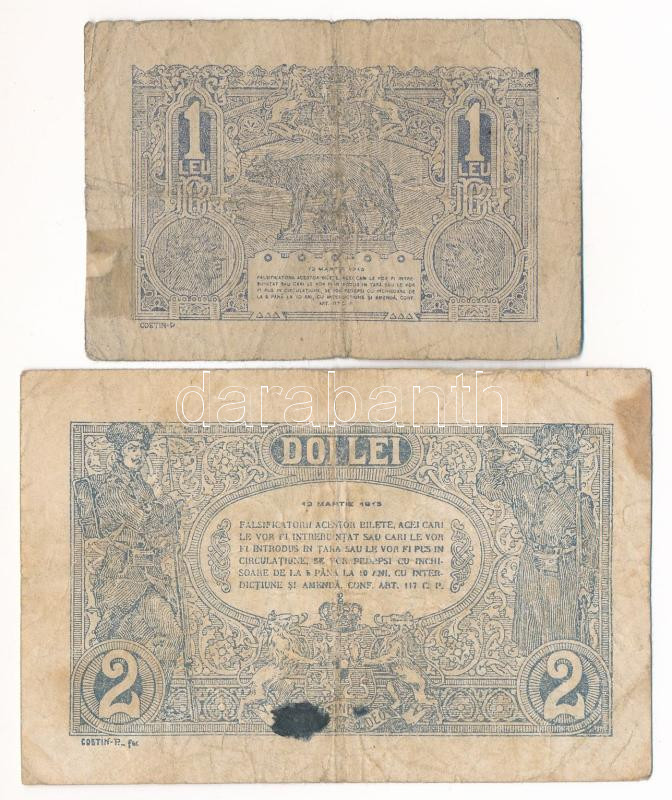 1
LEU
1
LEU
12 MARTIE 1915
FALSIFICATORII ACESTOR BILETE, ACEI CARI LE VOR FI INTRE-
BUINȚAT SAU CARI LE VOR FI INTRODUS IN ȚARĂ SAU LE VOR
FI PUS IN CIRCULAȚIUNE, SE VOR PEDEPSI CU INCHISOARE DE
LA 5 PÂNĂ LA 10 ANI, CU INTERDICȚIUNE ȘI AMENDĂ, CONF.
ART. 117 C. P.
COSTIN-P.
darabanth
DOI LEI
12 MARTIE 1915
FALSIFICATORII ACESTOR BILETE, ACEI CARI
LE VOR FI INTREBUINȚAT SAU CARI LE VOR
FI INTRODUS IN ȚARA SAU LE VOR FI PUS IN
CIRCULAȚIUNE, SE VOR PEDEPSI CU INCHI-
SOARE DE LA 5 PÂNA LA 10 ANI, CU INTER-
DICȚIUNE ȘI AMENDĂ CONF. ART. 117 C. P.
2
2
SINE DEO
COSTIN-P. fec